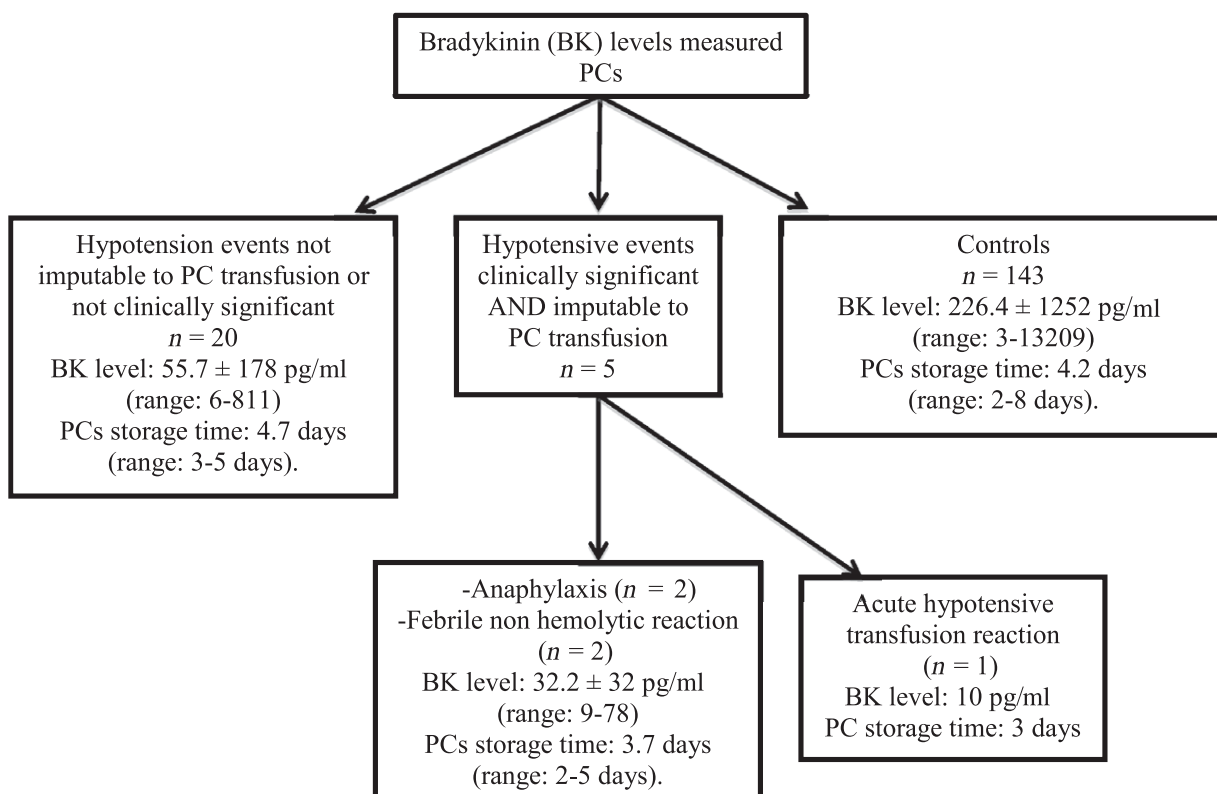 Bradykinin (BK) levels measured
PCs
Hypotension events not
imputable to PC transfusion or
not clinically significant
n = 20
BK level: 55.7 ± 178 pg/ml
(range: 6-811)
PCs storage time: 4.7 days
(range: 3-5 days).
Hypotensive events
clinically significant
AND imputable to
PC transfusion
n = 5
Controls
n = 143
BK level: 226.4 ± 1252 pg/ml
(range: 3-13209)
PCs storage time: 4.2 days
(range: 2-8 days).
-Anaphylaxis (n = 2)
-Febrile non hemolytic reaction
(n = 2)
BK level: 32.2 ± 32 pg/ml
(range: 9-78)
PCs storage time: 3.7 days
(range: 2-5 days).
Acute hypotensive
transfusion reaction
(n = 1)
BK level: 10 pg/ml
PC storage time: 3 days